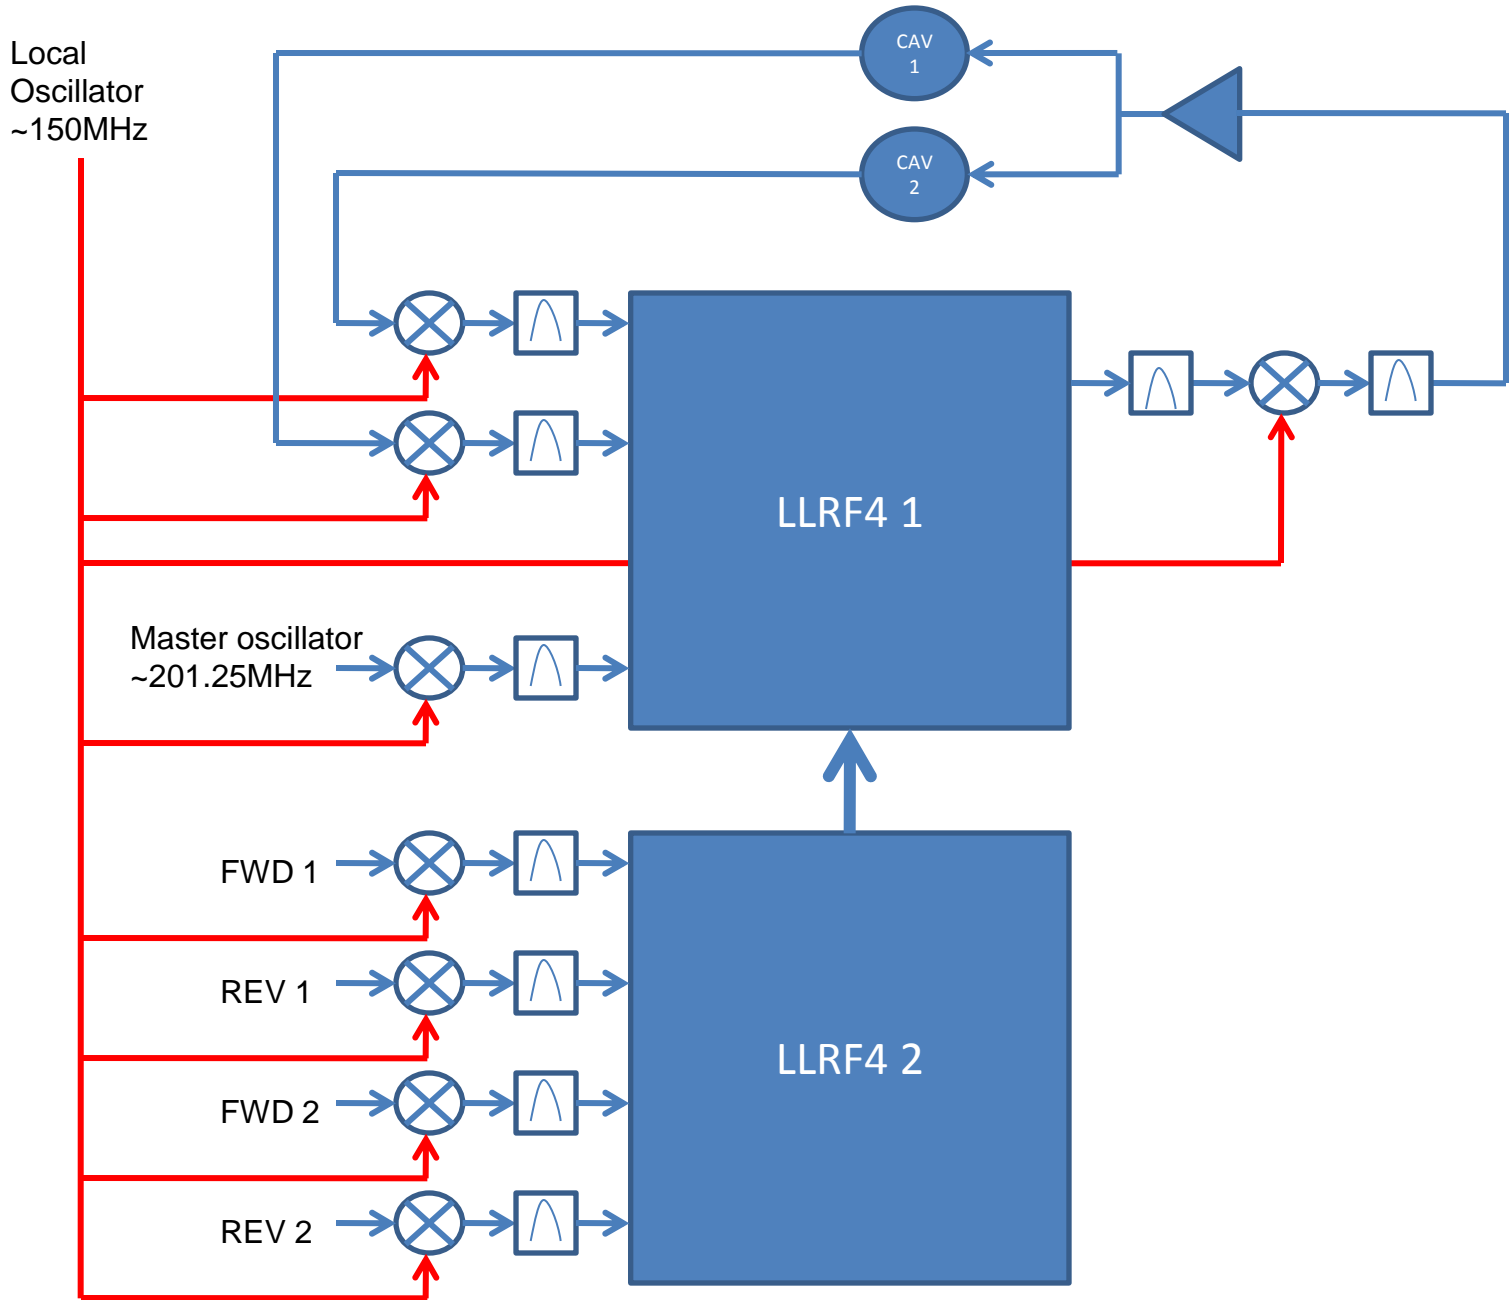 Local
Oscillator
~150MHz
CAV
1
CAV
2
LLRF4 1
Master oscillator
~201.25MHz
FWD 1
REV 1
LLRF4 2
FWD 2
REV 2